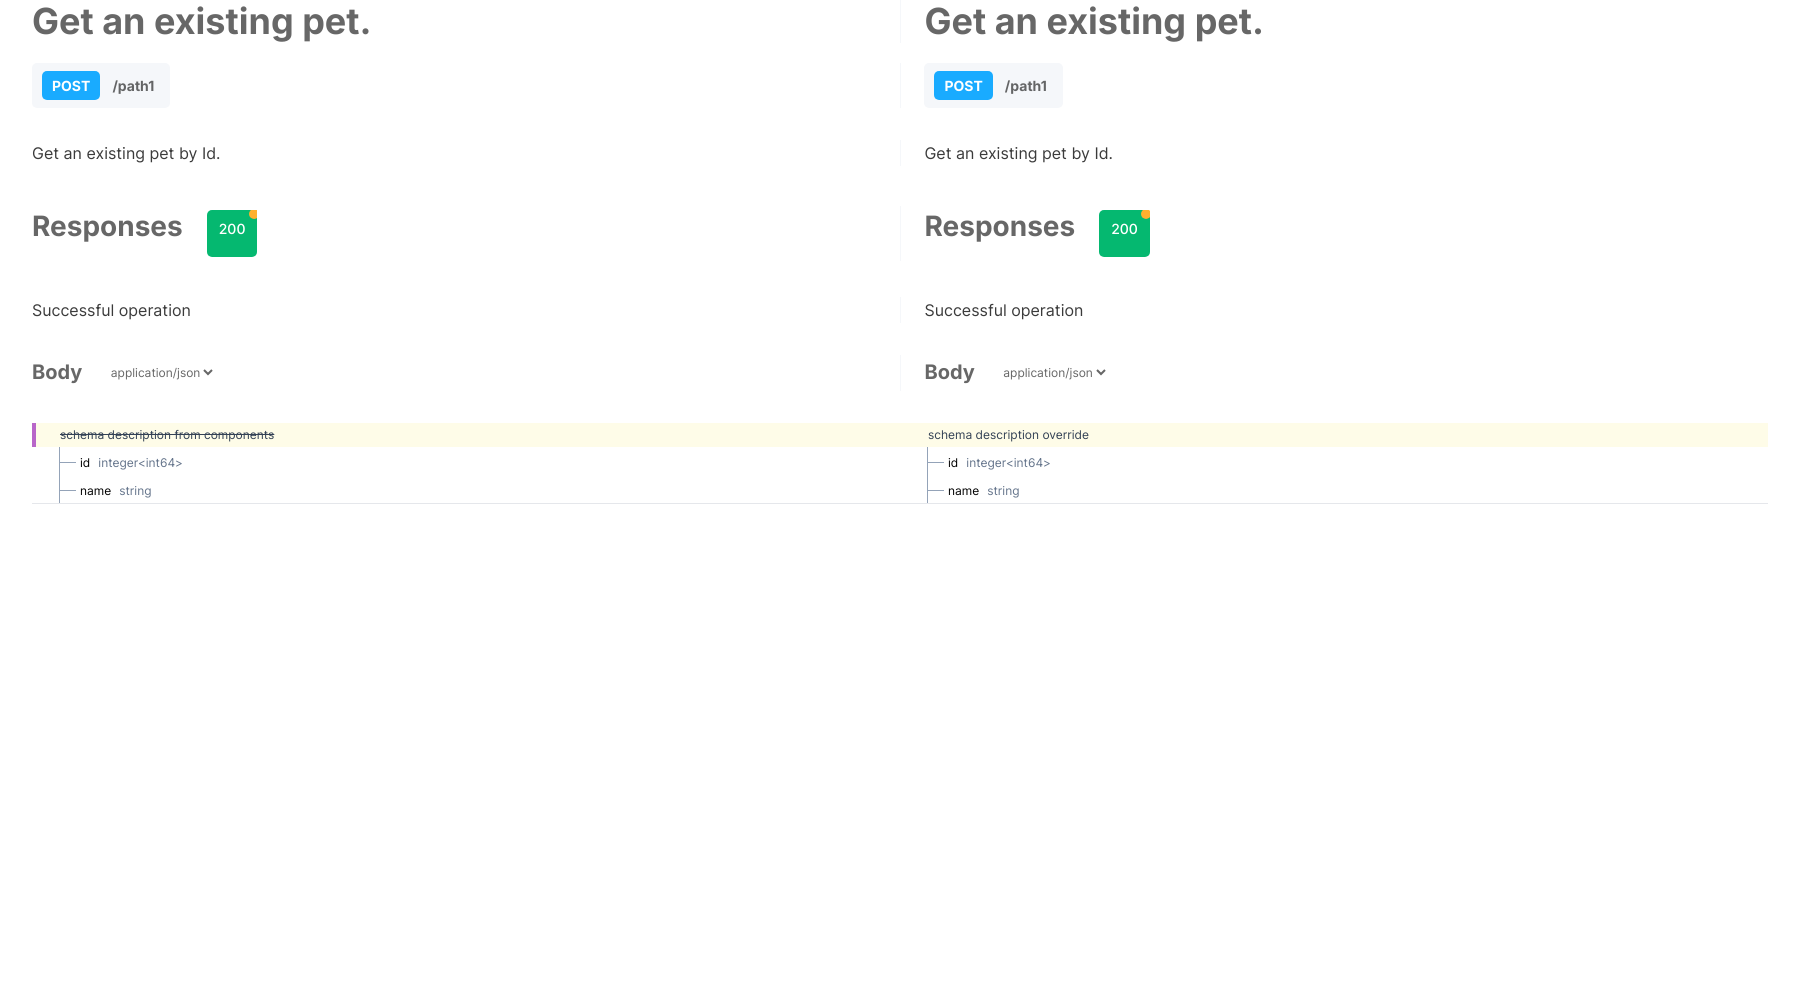 Get an existing pet.
POST /path1
Get an existing pet by Id.
Responses 200
Successful operation
Body application/json
schema description from components
id integer<int64>
name string
Get an existing pet.
POST /path1
Get an existing pet by Id.
Responses 200
Successful operation
Body application/json
schema description override
id integer<int64>
name string